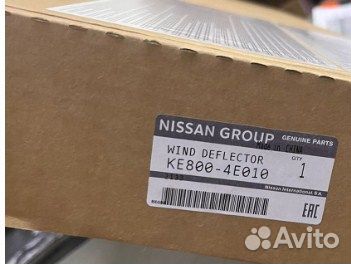 NISSAN GROUP GENUINE PARTS
Made in CHINA
WIND DEFLECTOR
QTY
KE800-4E010 1
Nissan International SA
EAC
Avito